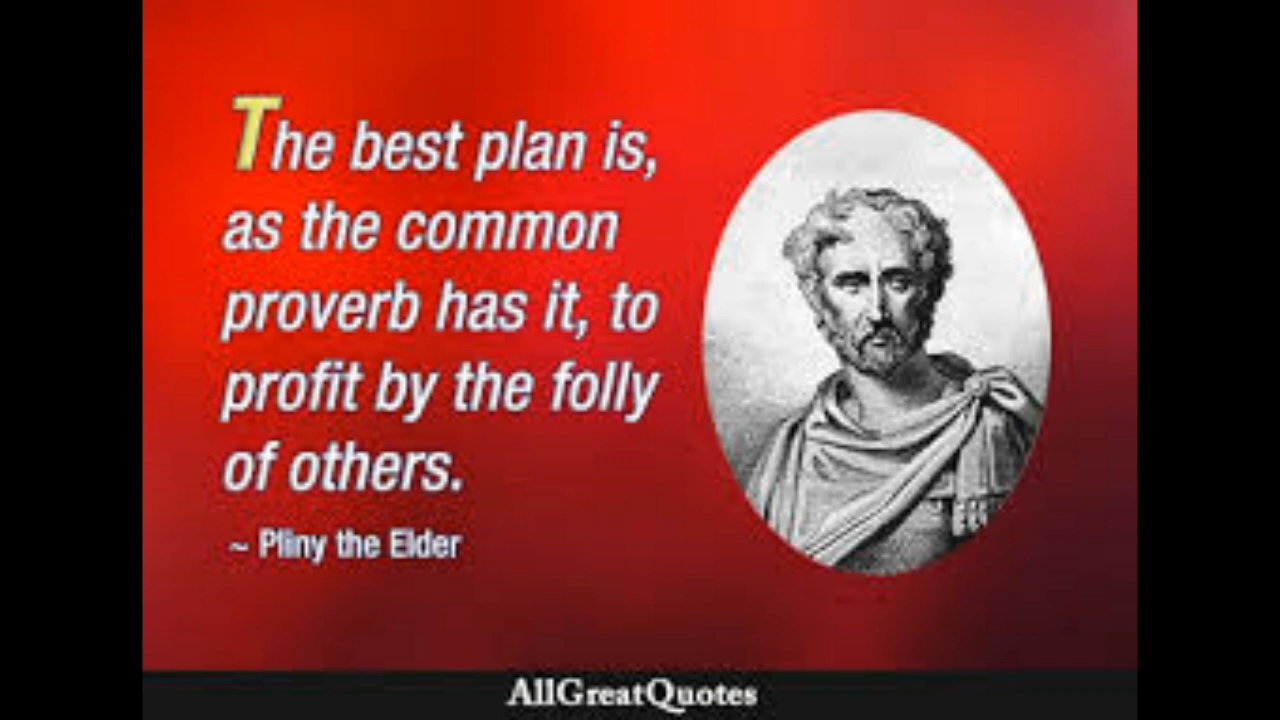 The best plan is,
as the common
proverb has it, to
profit by the folly
of others.
~ Pliny the Elder
AllGreatQuotes